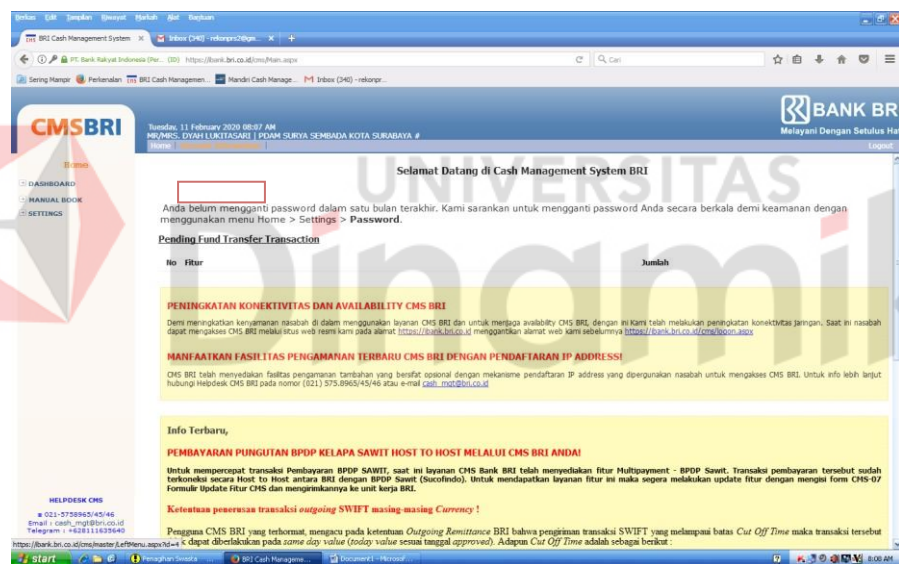 Berkas Edit Tampilan Riwayat Markah Alat Bantuan
BRI Cash Management System × Inbox (340) - rekonprs2@gm... × +
PT. Bank Rakyat Indonesia (Per... (ID) https://ibank.bri.co.id/cms/Main.aspx Cari
Sering Mampir Perkenalan BRI Cash Managemen... Mandiri Cash Manage... Inbox (340) - rekonpr...
CMSBRI
BANK BR
Melayani Dengan Setulus Ha
Tuesday, 11 February 2020 08:07 AM
MR/MRS. DYAH LUKITASARI | PDAM SURYA SEMBADA KOTA SURABAYA #
Home
Logout
Home
DASHBOARD
MANUAL BOOK
SETTINGS
Selamat Datang di Cash Management System BRI
UNIVERSITAS
Dinamik
Anda belum mengganti password dalam satu bulan terakhir. Kami sarankan untuk mengganti password Anda secara berkala demi keamanan dengan
menggunakan menu Home > Settings > Password.
Pending Fund Transfer Transaction
No Fitur Jumlah
PENINGKATAN KONEKTIVITAS DAN AVAILABILITY CMS BRI
Demi meningkatkan kenyamanan nasabah di dalam menggunakan layanan CMS BRI dan untuk menjaga availability CMS BRI, dengan ini Kami telah melakukan peningkatan konektivitas jaringan. Saat ini nasabah
dapat mengakses CMS BRI melalui situs web resmi kami pada alamat https://ibank.bri.co.id menggantikan alamat web kami sebelumnya https://ibank.bri.co.id/cms/logon.aspx
MANFAATKAN FASILITAS PENGAMANAN TERBARU CMS BRI DENGAN PENDAFTARAN IP ADDRESS!
CMS BRI telah menyediakan fasilitas pengamanan tambahan yang bersifat opsional dengan mekanisme pendaftaran IP address yang dipergunakan nasabah untuk mengakses CMS BRI. Untuk info lebih lanjut
hubungi Helpdesk CMS BRI pada nomor (021) 575.8965/45/46 atau e-mail cash_mgt@bri.co.id
Info Terbaru,
PEMBAYARAN PUNGUTAN BPDP KELAPA SAWIT HOST TO HOST MELALUI CMS BRI ANDA!
Untuk mempercepat transaksi Pembayaran BPDP SAWIT, saat ini layanan CMS Bank BRI telah menyediakan fitur Multipayment - BPDP Sawit. Transaksi pembayaran tersebut sudah
terkoneksi secara Host to Host antara BRI dengan BPDP Sawit (Sucofindo). Untuk mendapatkan layanan fitur ini maka segera melakukan update fitur dengan mengisi form CMS-07
Formulir Update Fitur CMS dan mengirimkannya ke unit kerja BRI.
Ketentuan penerusan transaksi outgoing SWIFT masing-masing Currency !
Pengguna CMS BRI yang terhormat, mengacu pada ketentuan Outgoing Remittance BRI bahwa pengiriman transaksi SWIFT yang melampaui batas Cut Off Time maka transaksi tersebut
k dapat diberlakukan pada same day value (today value sesuai tanggal approved). Adapun Cut Off Time adalah sebagai berikut :
HELPDESK CMS
021-5758965/45/46
Email : cash_mgt@bri.co.id
Telegram : +628111635640
https://ibank.bri.co.id/cms/master/LeftMenu.aspx?id=4
start Penagihan Swasta ... BRI Cash Manageme... Document1 - Microsof... 8:00 AM